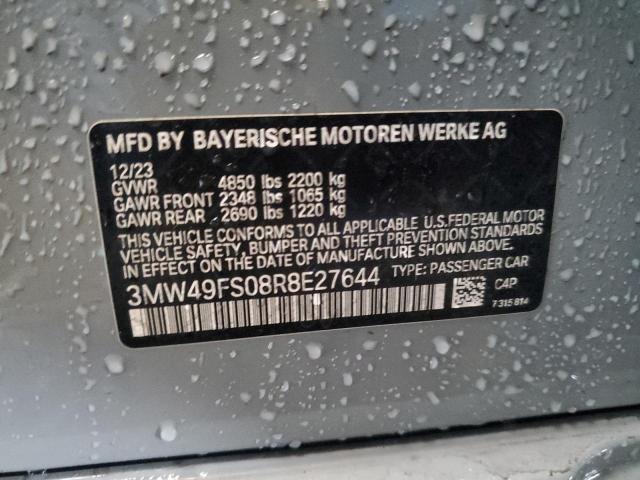 MFD BY BAYERISCHE MOTOREN WERKE AG
12/23
GVWR 4850 lbs 2200 kg
GAWR FRONT 2348 lbs 1065 kg
GAWR REAR 2690 lbs 1220 kg
THIS VEHICLE CONFORMS TO ALL APPLICABLE U.S.FEDERAL MOTOR
VEHICLE SAFETY, BUMPER AND THEFT PREVENTION STANDARDS
IN EFFECT ON THE DATE OF MANUFACTURE SHOWN ABOVE.
3MW49FS08R8E27644 TYPE: PASSENGER CAR
C4P
7 315 814